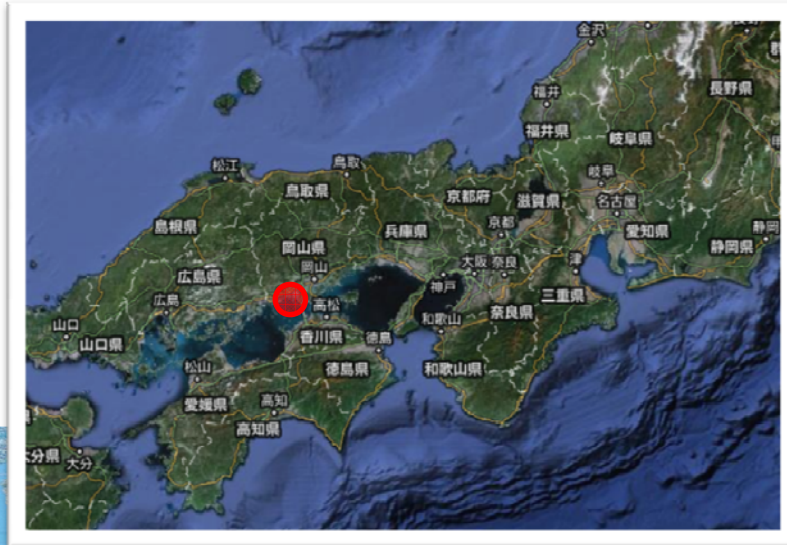 金沢
長野県
福井
福井県
岐阜県
松江
鳥取
岐阜
鳥取県
京都府
滋賀県
名古屋
島根県
兵庫県
京都
愛知県
静岡
岡山県
静岡県
広島県
岡山
大阪 奈良
津
神戸
広島
高松
三重県
山口
和歌山
奈良県
香川県
徳島
山口県
松山
徳島県
和歌山県
愛媛県
高知
高知県
大分